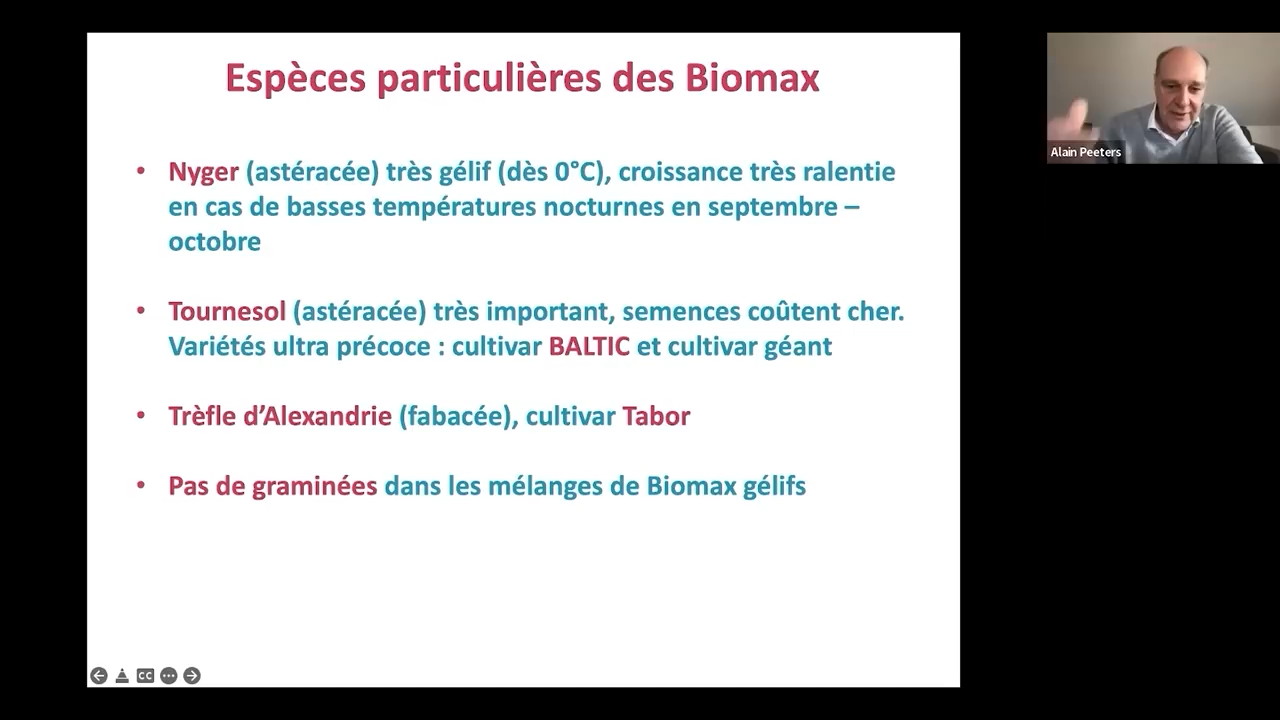 Espèces particulières des Biomax
• Nyger (astéracée) très gélif (dès 0°C), croissance très ralentie
en cas de basses températures nocturnes en septembre –
octobre
• Tournesol (astéracée) très important, semences coûtent cher.
Variétés ultra précoce : cultivar BALTIC et cultivar géant
• Trèfle d’Alexandrie (fabacée), cultivar Tabor
• Pas de graminées dans les mélanges de Biomax gélifs
CC
Alain Peeters